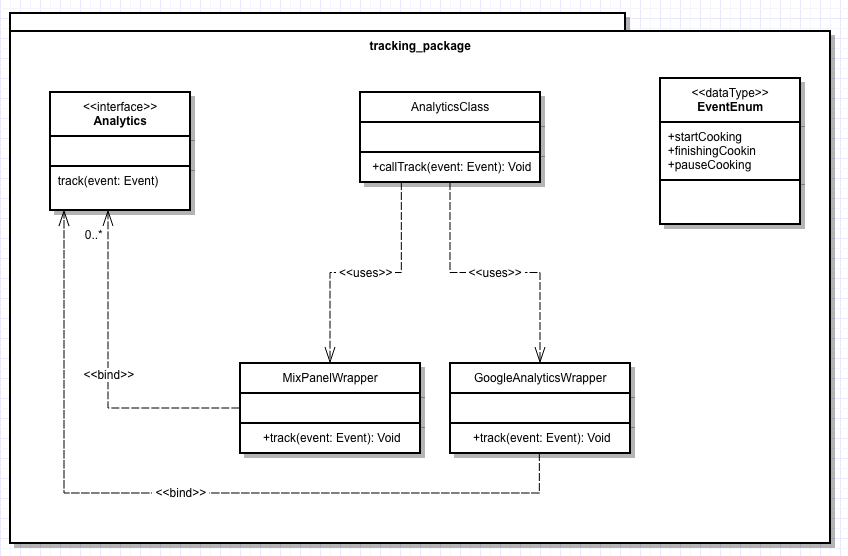 tracking_package
<<interface>>
Analytics
track(event: Event)
AnalyticsClass
+callTrack(event: Event): Void
<<dataType>>
EventEnum
+startCooking
+finishingCookin
+pauseCooking
0..*
<<uses>>
<<uses>>
<<bind>>
MixPanelWrapper
+track(event: Event): Void
GoogleAnalyticsWrapper
+track(event: Event): Void
<<bind>>